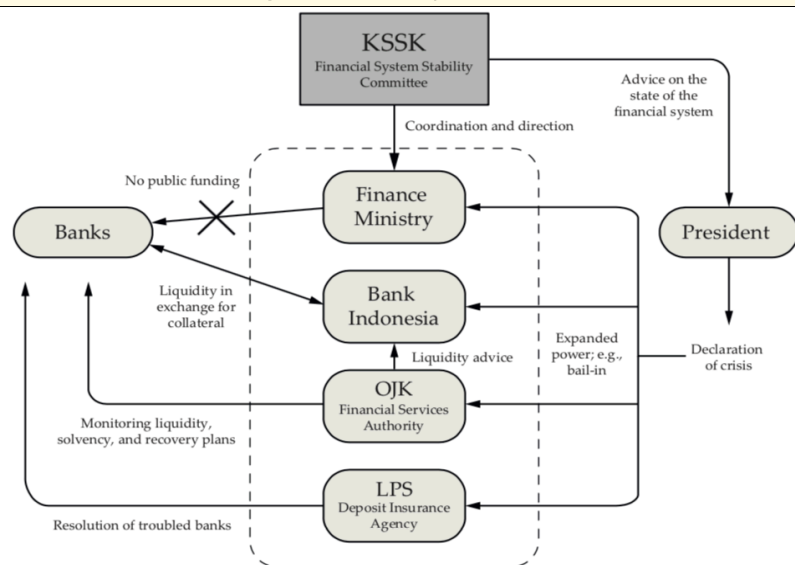 KSSK
Financial System Stability
Committee
Advice on the
state of the
financial system
Coordination and direction
No public funding
Finance
Ministry
Banks
President
Liquidity in
exchange for
collateral
Bank
Indonesia
Expanded
power; e.g.,
bail-in
Declaration
of crisis
Liquidity advice
OJK
Financial Services
Authority
Monitoring liquidity,
solvency, and recovery plans
LPS
Deposit Insurance
Agency
Resolution of troubled banks